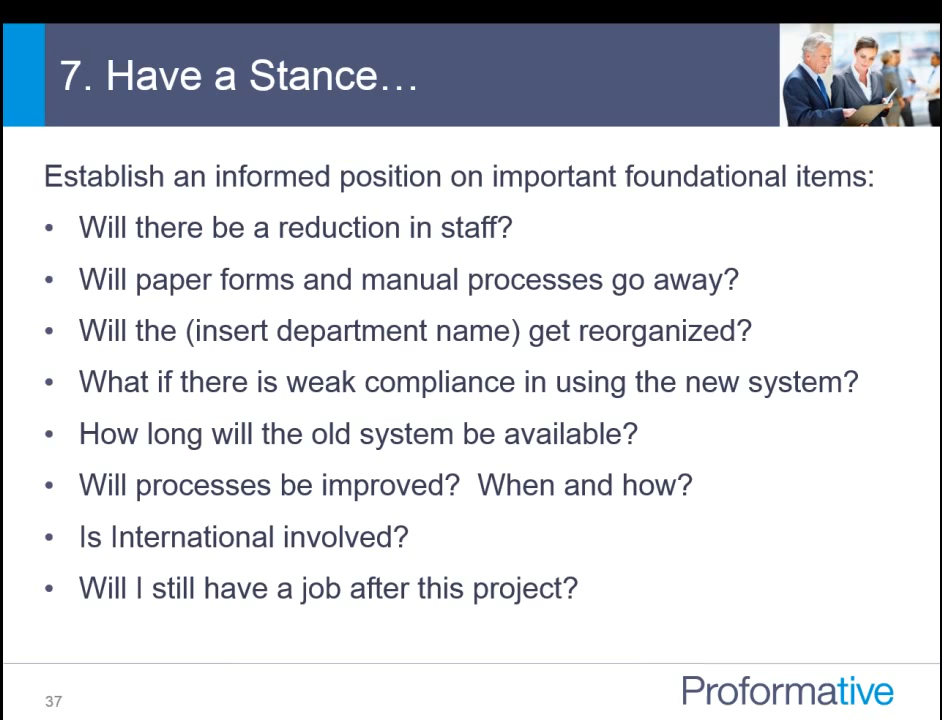 7. Have a Stance…
Establish an informed position on important foundational items:
• Will there be a reduction in staff?
• Will paper forms and manual processes go away?
• Will the (insert department name) get reorganized?
• What if there is weak compliance in using the new system?
• How long will the old system be available?
• Will processes be improved?  When and how?
• Is International involved?
• Will I still have a job after this project?
37
Proformative